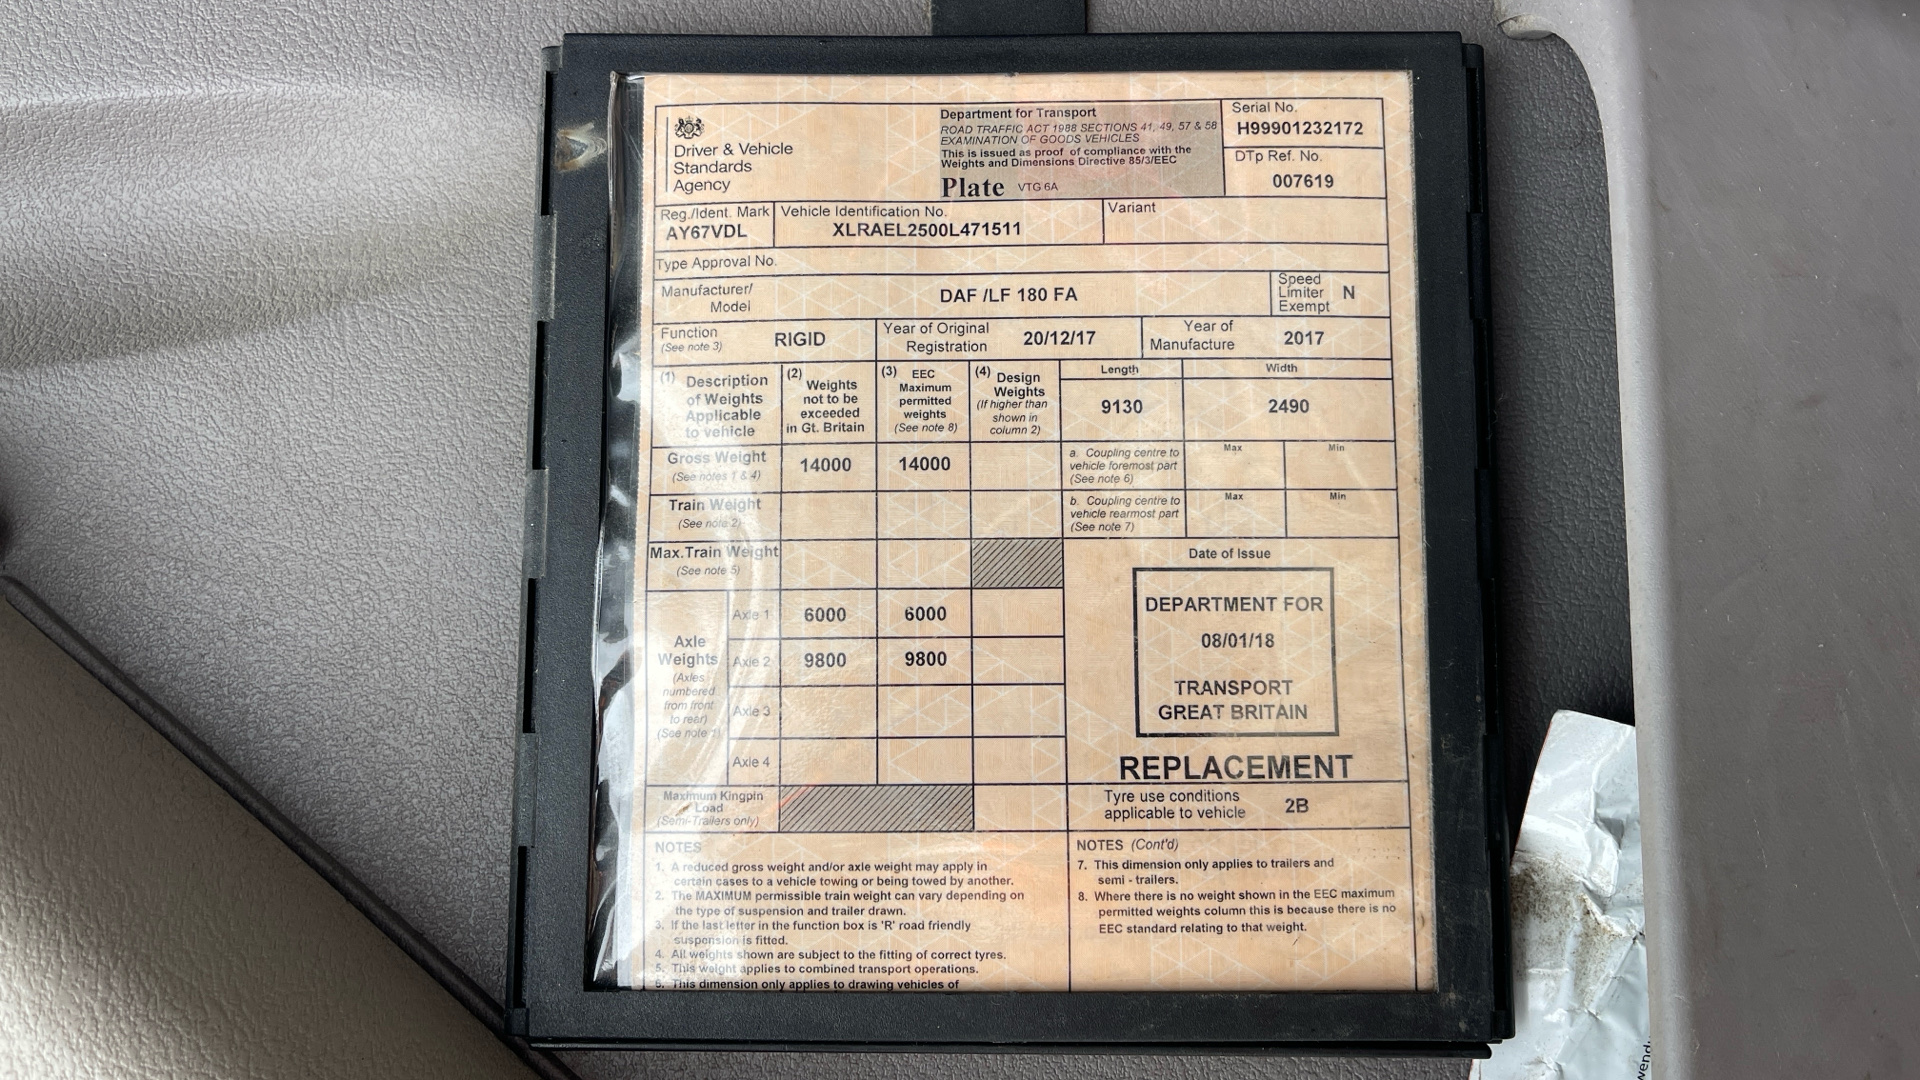 Driver & Vehicle
Standards
Agency
Department for Transport
ROAD TRAFFIC ACT 1988 SECTIONS 41, 49, 57 & 58
EXAMINATION OF GOODS VEHICLES
This is issued as proof of compliance with the
Weights and Dimensions Directive 85/3/EEC
Plate VTG 6A
Serial No.
H99901232172
DTp Ref. No.
007619
Reg./Ident. Mark
AY67VDL
Vehicle Identification No.
XLRAEL2500L471511
Variant
Type Approval No.
Manufacturer/
Model
DAF /LF 180 FA
Speed
Limiter
Exempt
N
Function
(See note 3)
RIGID
Year of Original
Registration
20/12/17
Year of
Manufacture
2017
(1) Description
of Weights
Applicable
to vehicle
(2) Weights
not to be
exceeded
in Gt. Britain
(3) EEC
Maximum
permitted
weights
(See note 8)
(4) Design
Weights
(If higher than
shown in
column 2)
Length
9130
Width
2490
Gross Weight
(See notes 1 & 4)
14000
14000
a. Coupling centre to
vehicle foremost part
(See note 6)
Max
Min
Train Weight
(See note 2)
b. Coupling centre to
vehicle rearmost part
(See note 7)
Max
Min
Max.Train Weight
(See note 5)
Axle
Weights
(Axles
numbered
from front
to rear)
(See note
Axle 1
6000
6000
Axle 2
9800
9800
Axle 3
Axle 4
Date of Issue
DEPARTMENT FOR
08/01/18
TRANSPORT
GREAT BRITAIN
REPLACEMENT
Maximum Kingpin
Load
(Semi-Trailers only)
Tyre use conditions
applicable to vehicle
2B
NOTES
1. A reduced gross weight and/or axle weight may apply in
certain cases to a vehicle towing or being towed by another.
2. The MAXIMUM permissible train weight can vary depending on
the type of suspension and trailer drawn.
3. If the last letter in the function box is 'R' road friendly
suspension is fitted.
4. All weights shown are subject to the fitting of correct tyres.
5. This weight applies to combined transport operations.
6. This dimension only applies to drawing vehicles of
NOTES (Cont'd)
7. This dimension only applies to trailers and
semi - trailers.
8. Where there is no weight shown in the EEC maximum
permitted weights column this is because there is no
EEC standard relating to that weight.